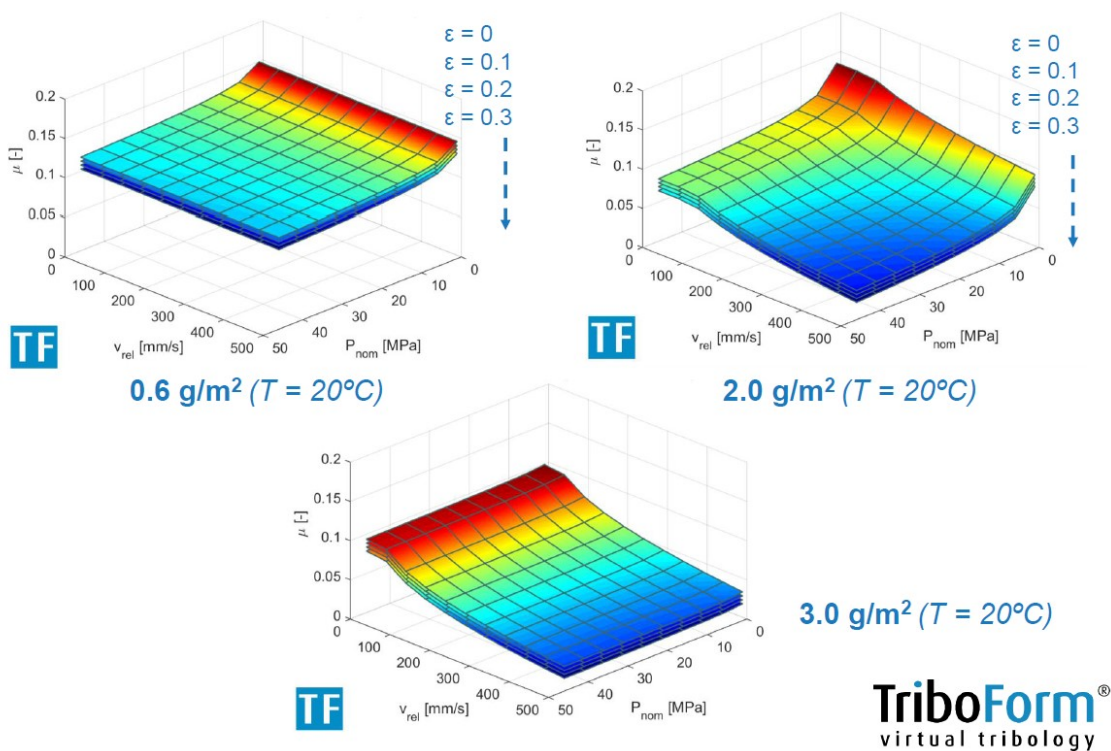 ε = 0
ε = 0.1
ε = 0.2
ε = 0.3
0.2
0.15
0.1
0.05
0
μ [-]
0
100
200
300
400
500
v_rel [mm/s]
50
40
30
20
10
0
P_nom [MPa]
TF
0.6 g/m² (T = 20ºC)
ε = 0
ε = 0.1
ε = 0.2
ε = 0.3
0.2
0.15
0.1
0.05
0
μ [-]
0
100
200
300
400
500
v_rel [mm/s]
50
40
30
20
10
0
P_nom [MPa]
TF
2.0 g/m² (T = 20ºC)
0.2
0.15
0.1
0.05
0
μ [-]
0
100
200
300
400
500
v_rel [mm/s]
50
40
30
20
10
0
P_nom [MPa]
TF
3.0 g/m² (T = 20ºC)
TriboForm®
virtual tribology